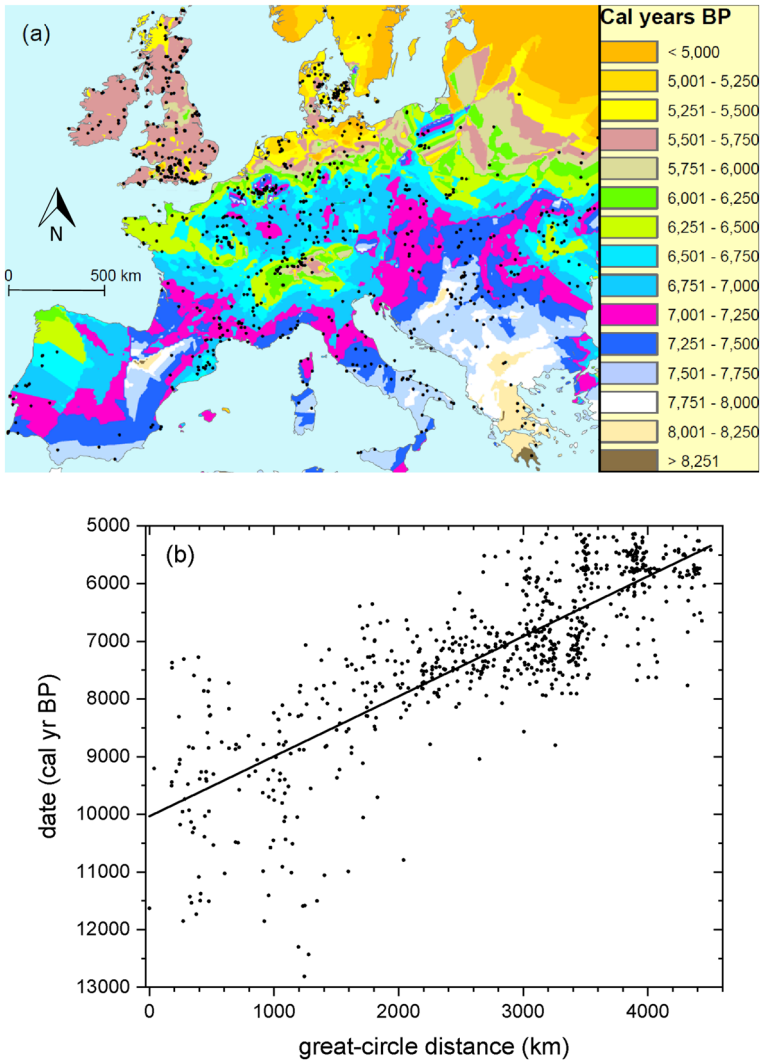 (a)
N
0 500 km
Cal years BP
< 5,000
5,001 - 5,250
5,251 - 5,500
5,501 - 5,750
5,751 - 6,000
6,001 - 6,250
6,251 - 6,500
6,501 - 6,750
6,751 - 7,000
7,001 - 7,250
7,251 - 7,500
7,501 - 7,750
7,751 - 8,000
8,001 - 8,250
> 8,251
(b)
date (cal yr BP)
5000
6000
7000
8000
9000
10000
11000
12000
13000
0 1000 2000 3000 4000
great-circle distance (km)